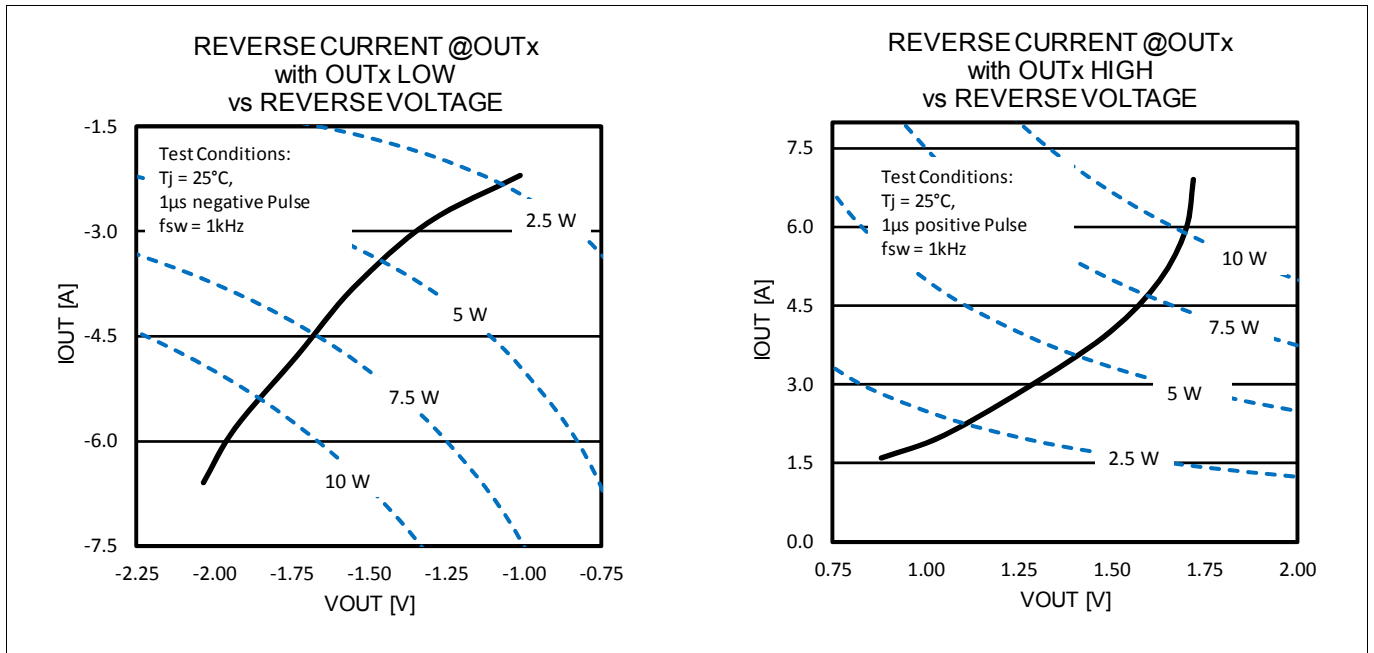 REVERSE CURRENT @OUTx
with OUTx LOW
vs REVERSE VOLTAGE
-1.5
-3.0
-4.5
-6.0
-7.5
IOUT [A]
Test Conditions:
Tj = 25°C,
1µs negative Pulse
fsw = 1kHz
2.5 W
5 W
7.5 W
10 W
-2.25 -2.00 -1.75 -1.50 -1.25 -1.00 -0.75
VOUT [V]
REVERSE CURRENT @OUTx
with OUTx HIGH
vs REVERSE VOLTAGE
7.5
6.0
4.5
3.0
1.5
0.0
IOUT [A]
Test Conditions:
Tj = 25°C,
1µs positive Pulse
fsw = 1kHz
10 W
7.5 W
5 W
2.5 W
0.75 1.00 1.25 1.50 1.75 2.00
VOUT [V]